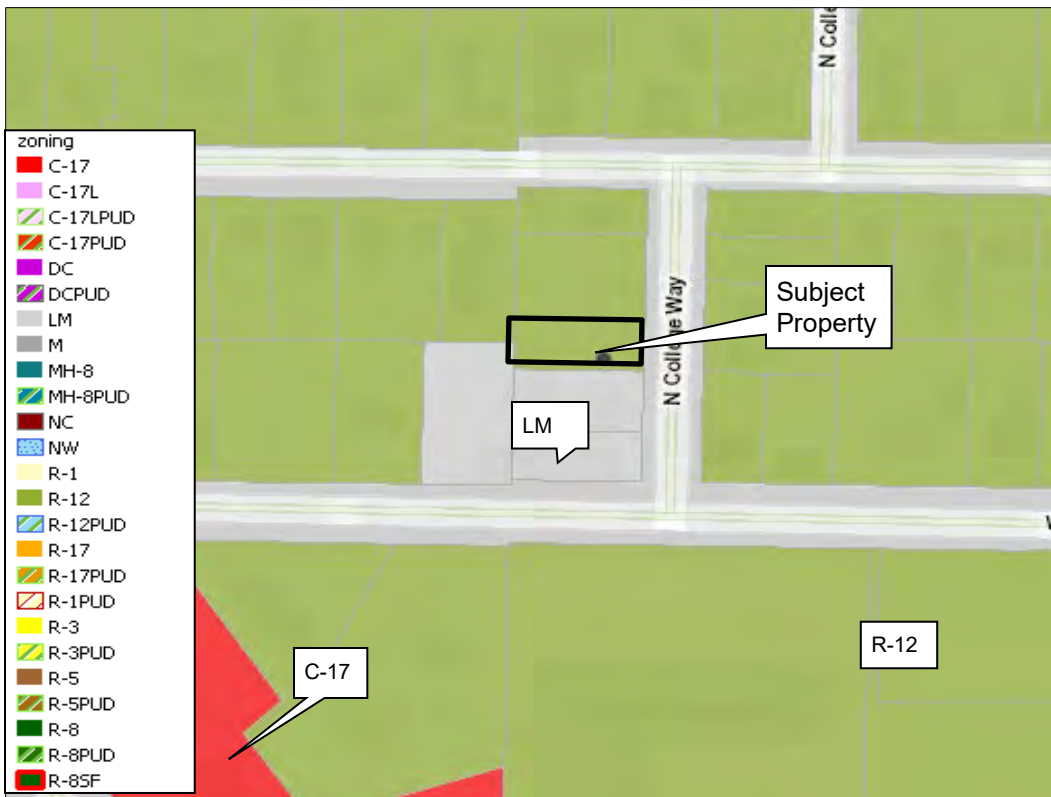 N Colle
zoning
C-17
C-17L
C-17LPUD
C-17PUD
DC
DCPUD
LM
M
MH-8
MH-8PUD
NC
NW
R-1
R-12
R-12PUD
R-17
R-17PUD
R-1PUD
R-3
R-3PUD
R-5
R-5PUD
R-8
R-8PUD
R-8SF
Subject
Property
N College Way
LM
W
R-12
C-17